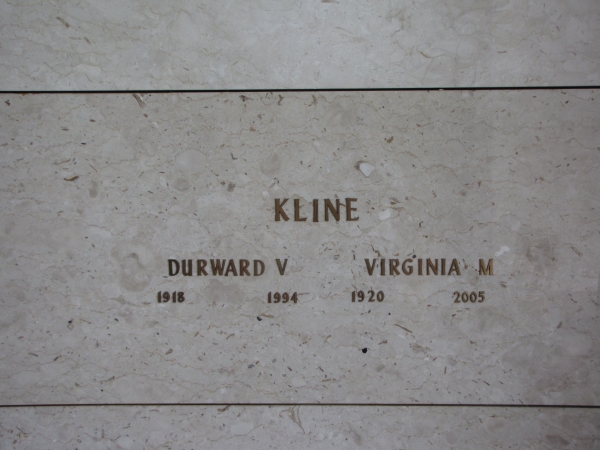 KLINE
DURWARD V VIRGINIA M
1918 1994 1920 2005